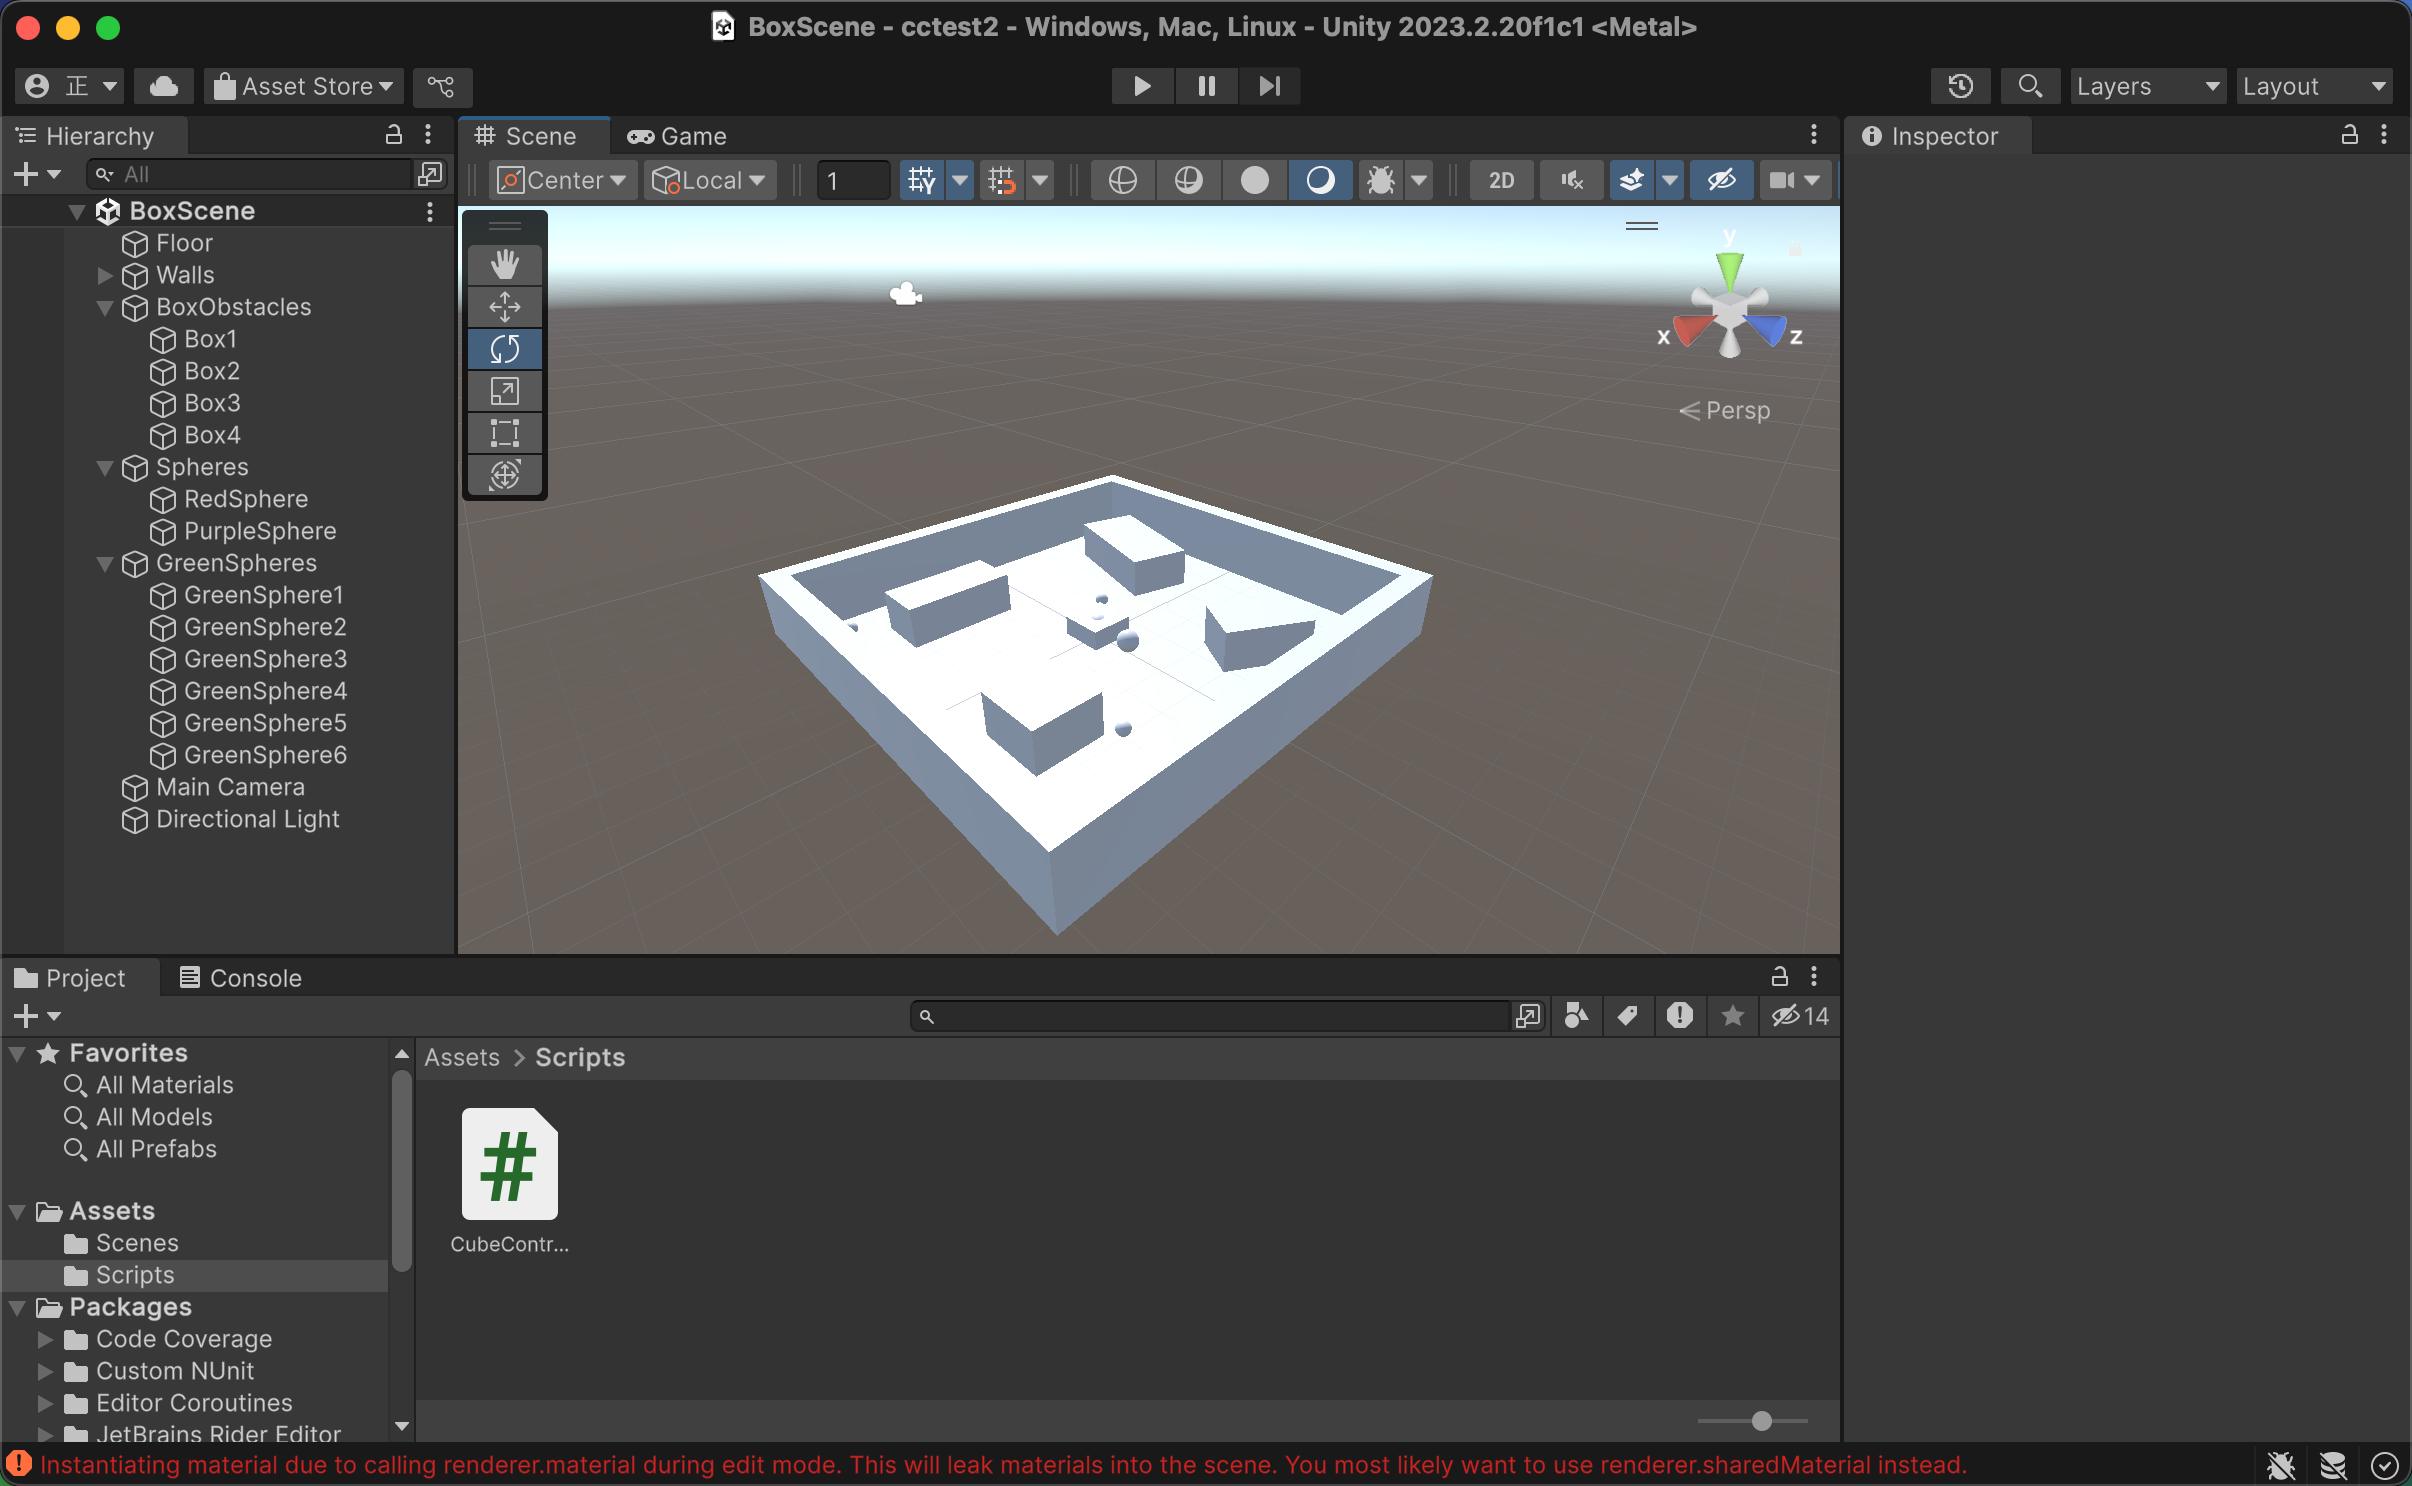 BoxScene - cctest2 - Windows, Mac, Linux - Unity 2023.2.20f1c1 <Metal>
正 Asset Store Layers Layout
Hierarchy
All
BoxScene
Floor
Walls
BoxObstacles
Box1
Box2
Box3
Box4
Spheres
RedSphere
PurpleSphere
GreenSpheres
GreenSphere1
GreenSphere2
GreenSphere3
GreenSphere4
GreenSphere5
GreenSphere6
Main Camera
Directional Light
Scene Game
Center Local 1 2D
y
x z
Persp
Inspector
Project Console
14
Favorites
All Materials
All Models
All Prefabs
Assets
Scenes
Scripts
Packages
Code Coverage
Custom NUnit
Editor Coroutines
JetBrains Rider Editor
Assets > Scripts
#
CubeContr...
Instantiating material due to calling renderer.material during edit mode. This will leak materials into the scene. You most likely want to use renderer.sharedMaterial instead.